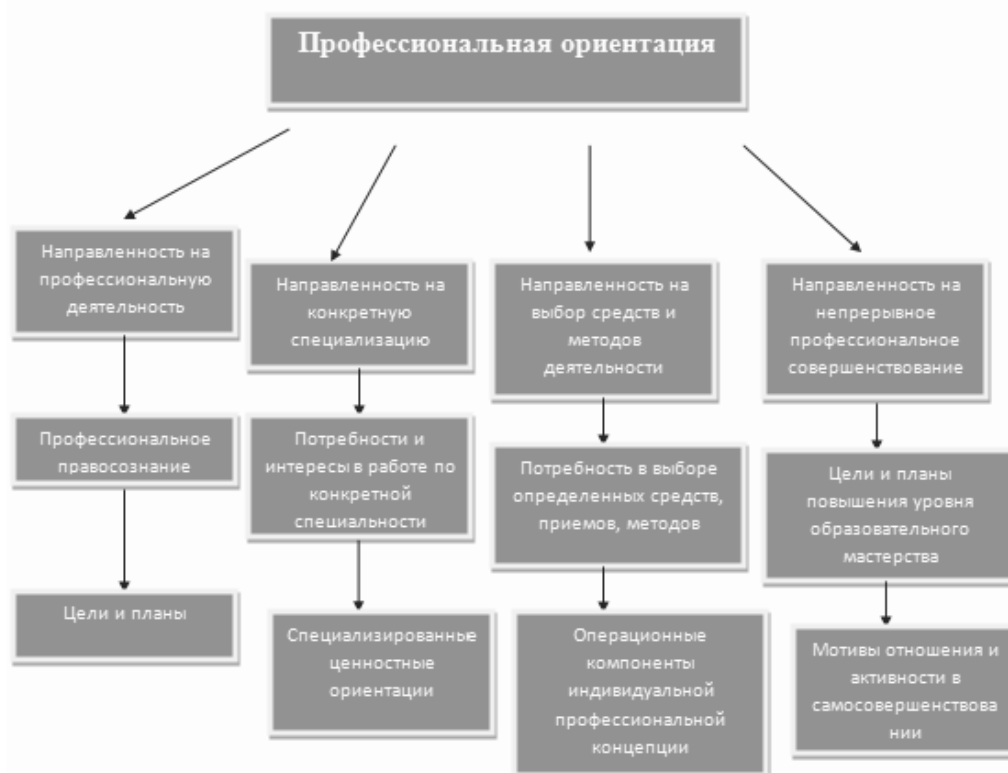 Профессиональная ориентация
Направленность на
профессиональную
деятельность
Направленность на
конкретную
специализацию
Направленность на
выбор средств и
методов
деятельности
Направленность на
непрерывное
профессиональное
совершенствование
Профессиональное
правосознание
Потребности и
интересы в работе по
конкретной
специальности
Потребность в выборе
определенных средств,
приемов, методов
Цели и планы
повышения уровня
образовательного
мастерства
Цели и планы
Специализированные
ценностные
ориентации
Операционные
компоненты
индивидуальной
профессиональной
концепции
Мотивы отношения и
активности в
самосовершенствова
нии